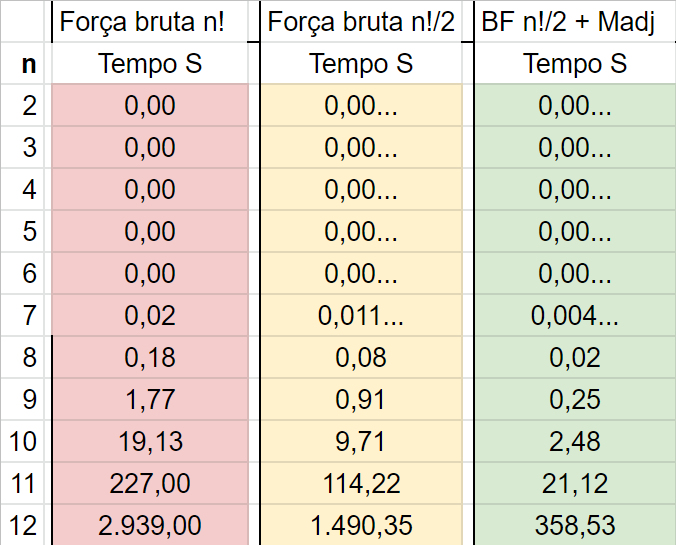 Força bruta n! Força bruta n!/2 BF n!/2 + Madj
n Tempo S Tempo S Tempo S
2 0,00 0,00... 0,00...
3 0,00 0,00... 0,00...
4 0,00 0,00... 0,00...
5 0,00 0,00... 0,00...
6 0,00 0,00... 0,00...
7 0,02 0,011... 0,004...
8 0,18 0,08 0,02
9 1,77 0,91 0,25
10 19,13 9,71 2,48
11 227,00 114,22 21,12
12 2.939,00 1.490,35 358,53